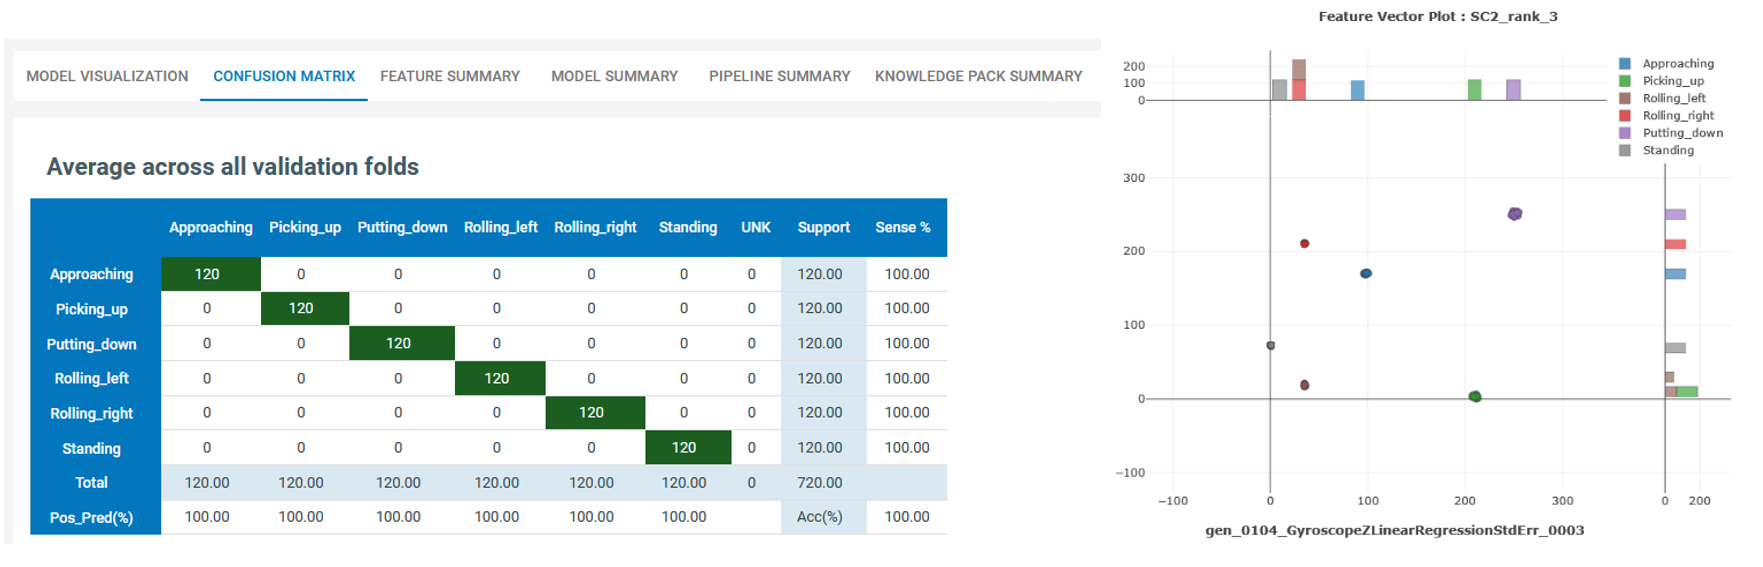 MODEL VISUALIZATION CONFUSION MATRIX FEATURE SUMMARY MODEL SUMMARY PIPELINE SUMMARY KNOWLEDGE PACK SUMMARY
Average across all validation folds
Approaching Picking_up Putting_down Rolling_left Rolling_right Standing UNK Support Sense %
Approaching 120 0 0 0 0 0 0 120.00 100.00
Picking_up 0 120 0 0 0 0 0 120.00 100.00
Putting_down 0 0 120 0 0 0 0 120.00 100.00
Rolling_left 0 0 0 120 0 0 0 120.00 100.00
Rolling_right 0 0 0 0 120 0 0 120.00 100.00
Standing 0 0 0 0 0 120 0 120.00 100.00
Total 120.00 120.00 120.00 120.00 120.00 120.00 0 720.00
Pos_Pred(%) 100.00 100.00 100.00 100.00 100.00 100.00 Acc(%) 100.00
Feature Vector Plot : SC2_rank_3
200
100
0
Approaching
Picking_up
Rolling_left
Rolling_right
Putting_down
Standing
300
200
100
0
−100
−100 0 100 200 300 0 200
gen_0104_GyroscopeZLinearRegressionStdErr_0003